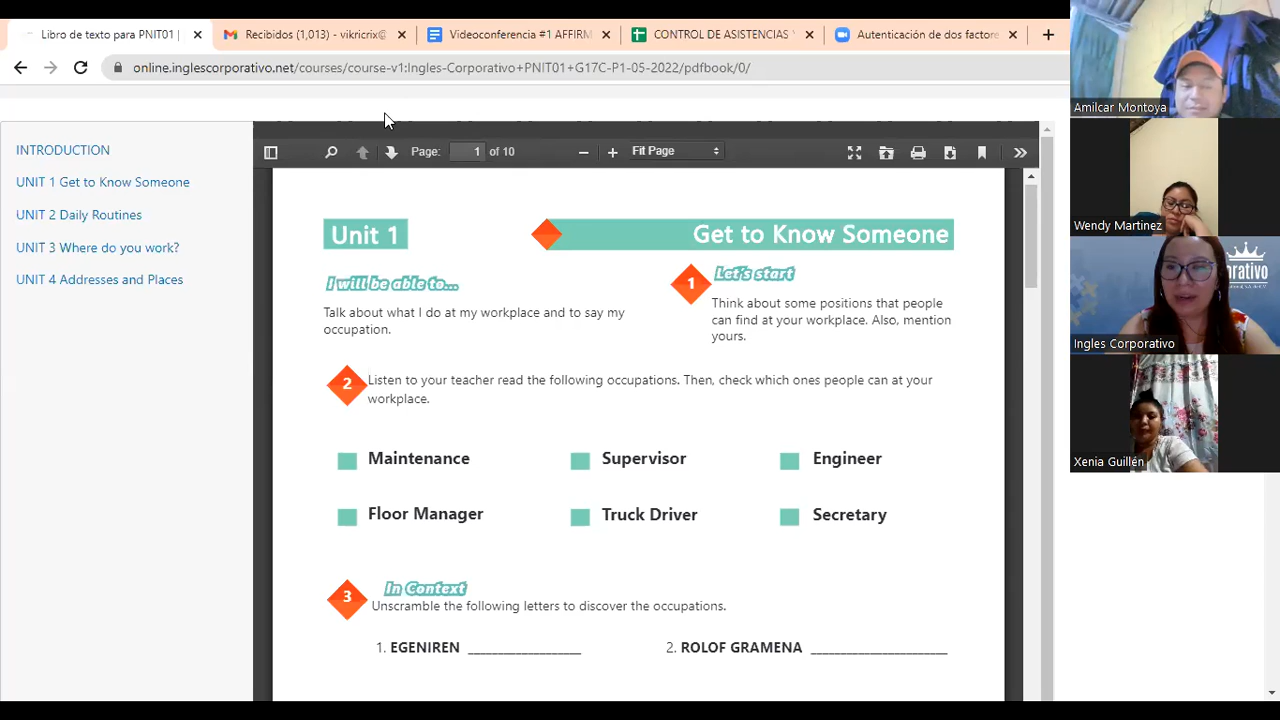 Libro de texto para PNIT01 |
Recibidos (1,013) - vikricrix@
Videoconferencia #1 AFFIRM
CONTROL DE ASISTENCIAS
Autenticación de dos factore
online.inglescorporativo.net/courses/course-v1:Ingles-Corporativo+PNIT01+G17C-P1-05-2022/pdfbook/0/
INTRODUCTION
UNIT 1 Get to Know Someone
UNIT 2 Daily Routines
UNIT 3 Where do you work?
UNIT 4 Addresses and Places
Page: 1 of 10
Fit Page
Unit 1
Get to Know Someone
I will be able to...
Talk about what I do at my workplace and to say my
occupation.
1
Let's start
Think about some positions that people
can find at your workplace. Also, mention
yours.
2
Listen to your teacher read the following occupations. Then, check which ones people can at your
workplace.
Maintenance
Supervisor
Engineer
Floor Manager
Truck Driver
Secretary
3
In Context
Unscramble the following letters to discover the occupations.
1. EGENIREN ___________________
2. ROLOF GRAMENA ______________________
Amilcar Montoya
Wendy Martinez
orativo
Ingles Corporativo
Xenia Guillén